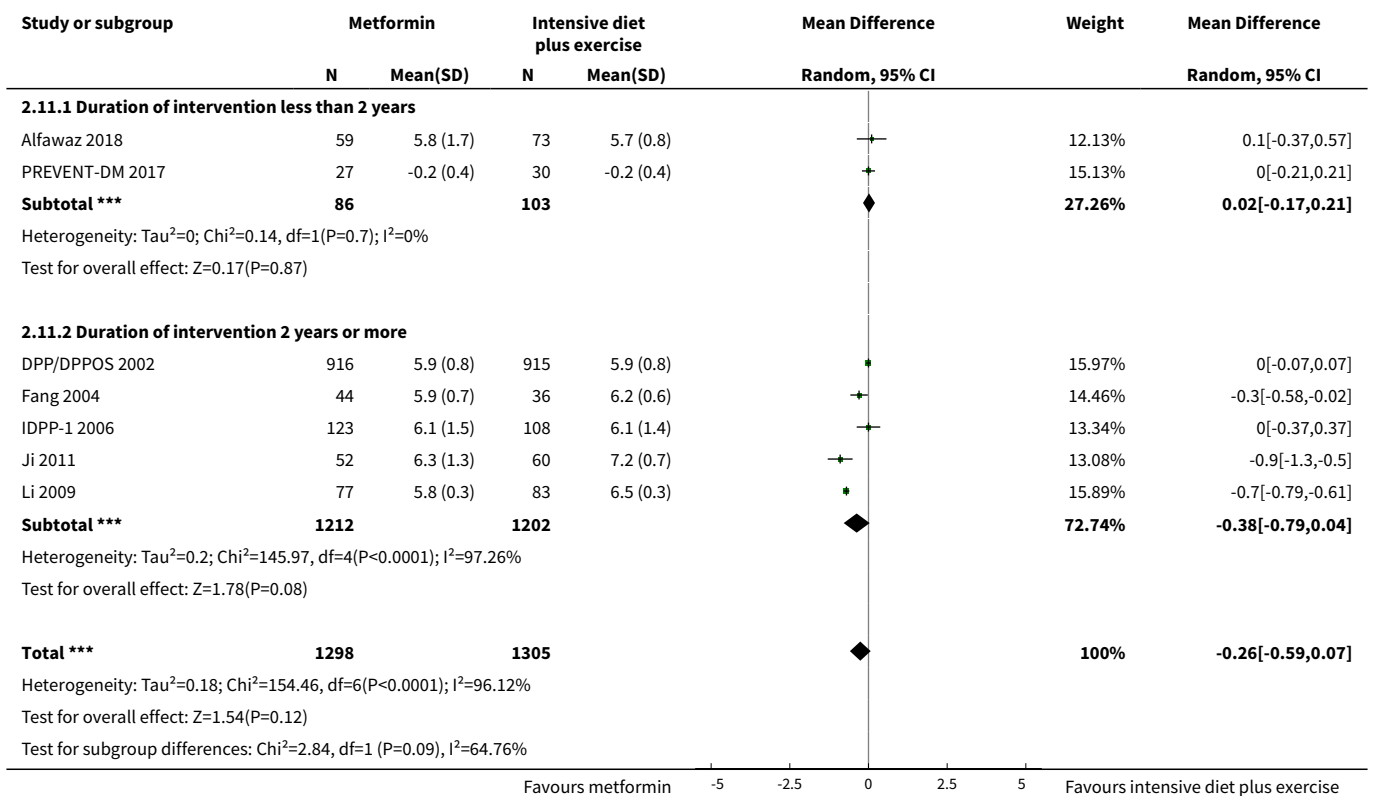 Study or subgroup Metformin Intensive diet plus exercise Mean Difference Weight Mean Difference
N Mean(SD) N Mean(SD) Random, 95% CI Random, 95% CI
2.11.1 Duration of intervention less than 2 years
Alfawaz 2018 59 5.8 (1.7) 73 5.7 (0.8) 12.13% 0.1[-0.37,0.57]
PREVENT-DM 2017 27 -0.2 (0.4) 30 -0.2 (0.4) 15.13% 0[-0.21,0.21]
Subtotal *** 86 103 27.26% 0.02[-0.17,0.21]
Heterogeneity: Tau²=0; Chi²=0.14, df=1(P=0.7); I²=0%
Test for overall effect: Z=0.17(P=0.87)
2.11.2 Duration of intervention 2 years or more
DPP/DPPOS 2002 916 5.9 (0.8) 915 5.9 (0.8) 15.97% 0[-0.07,0.07]
Fang 2004 44 5.9 (0.7) 36 6.2 (0.6) 14.46% -0.3[-0.58,-0.02]
IDPP-1 2006 123 6.1 (1.5) 108 6.1 (1.4) 13.34% 0[-0.37,0.37]
Ji 2011 52 6.3 (1.3) 60 7.2 (0.7) 13.08% -0.9[-1.3,-0.5]
Li 2009 77 5.8 (0.3) 83 6.5 (0.3) 15.89% -0.7[-0.79,-0.61]
Subtotal *** 1212 1202 72.74% -0.38[-0.79,0.04]
Heterogeneity: Tau²=0.2; Chi²=145.97, df=4(P<0.0001); I²=97.26%
Test for overall effect: Z=1.78(P=0.08)
Total *** 1298 1305 100% -0.26[-0.59,0.07]
Heterogeneity: Tau²=0.18; Chi²=154.46, df=6(P<0.0001); I²=96.12%
Test for overall effect: Z=1.54(P=0.12)
Test for subgroup differences: Chi²=2.84, df=1 (P=0.09), I²=64.76%
Favours metformin -5 -2.5 0 2.5 5 Favours intensive diet plus exercise